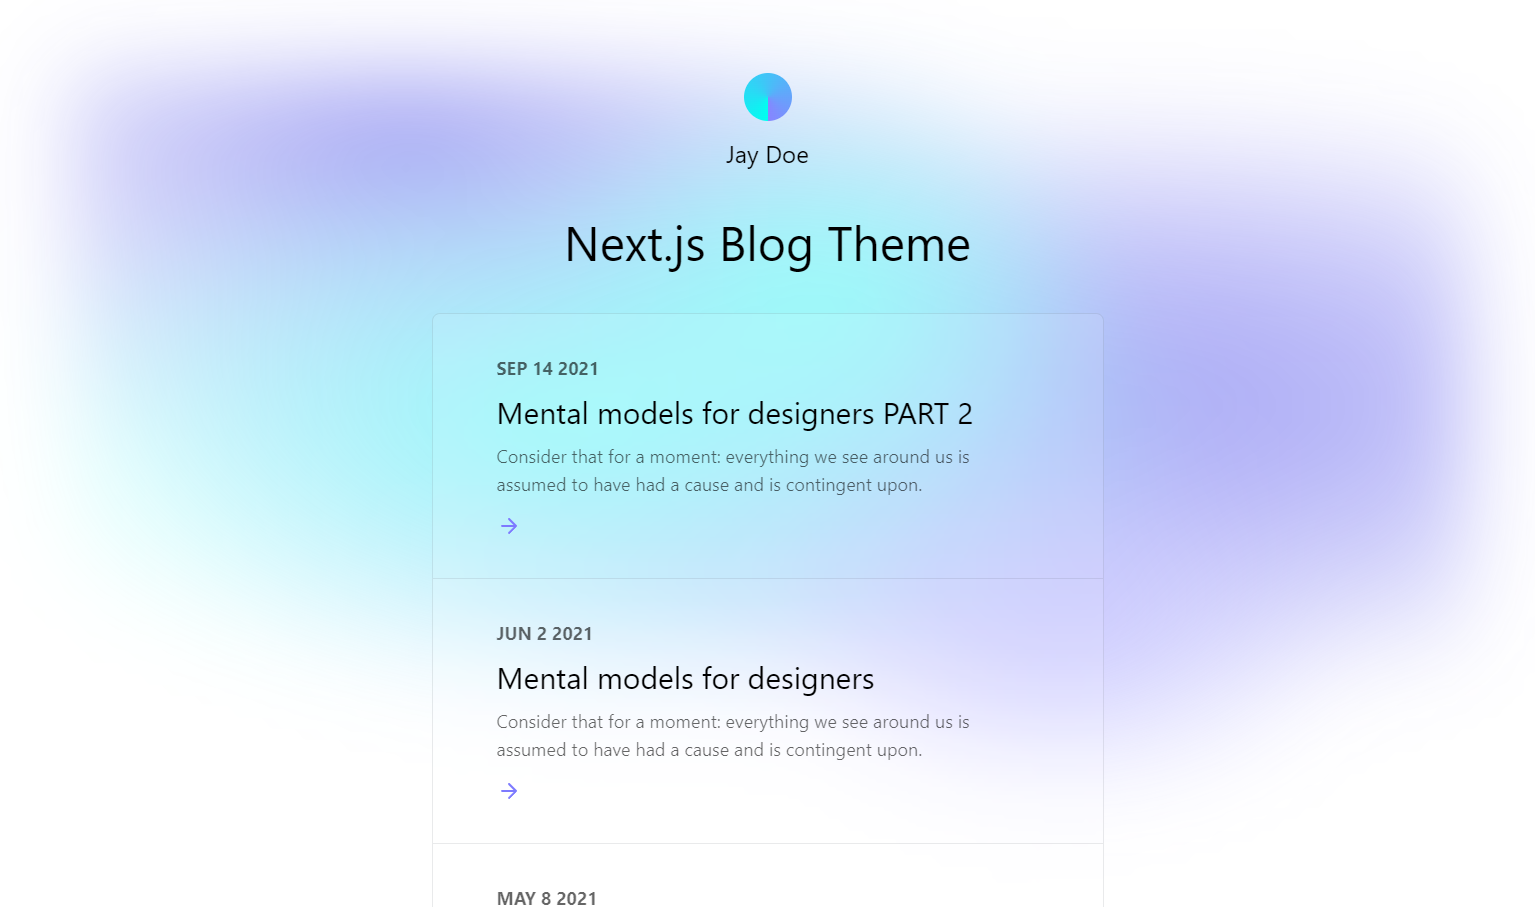 Jay Doe
Next.js Blog Theme
SEP 14 2021
Mental models for designers PART 2
Consider that for a moment: everything we see around us is
assumed to have had a cause and is contingent upon.
JUN 2 2021
Mental models for designers
Consider that for a moment: everything we see around us is
assumed to have had a cause and is contingent upon.
MAY 8 2021